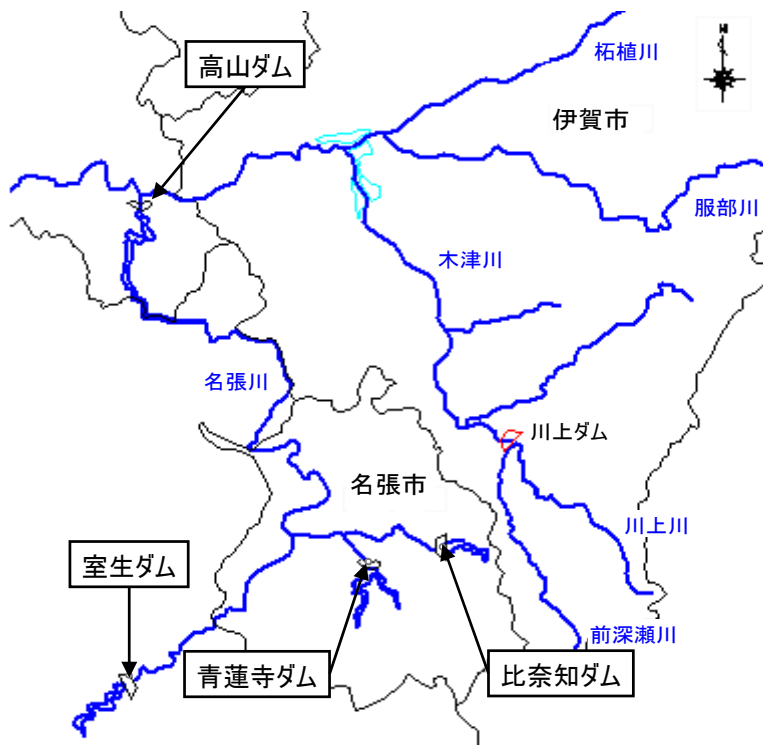 柘植川
高山ダム
伊賀市
服部川
木津川
名張川
川上ダム
名張市
川上川
室生ダム
前深瀬川
青蓮寺ダム
比奈知ダム